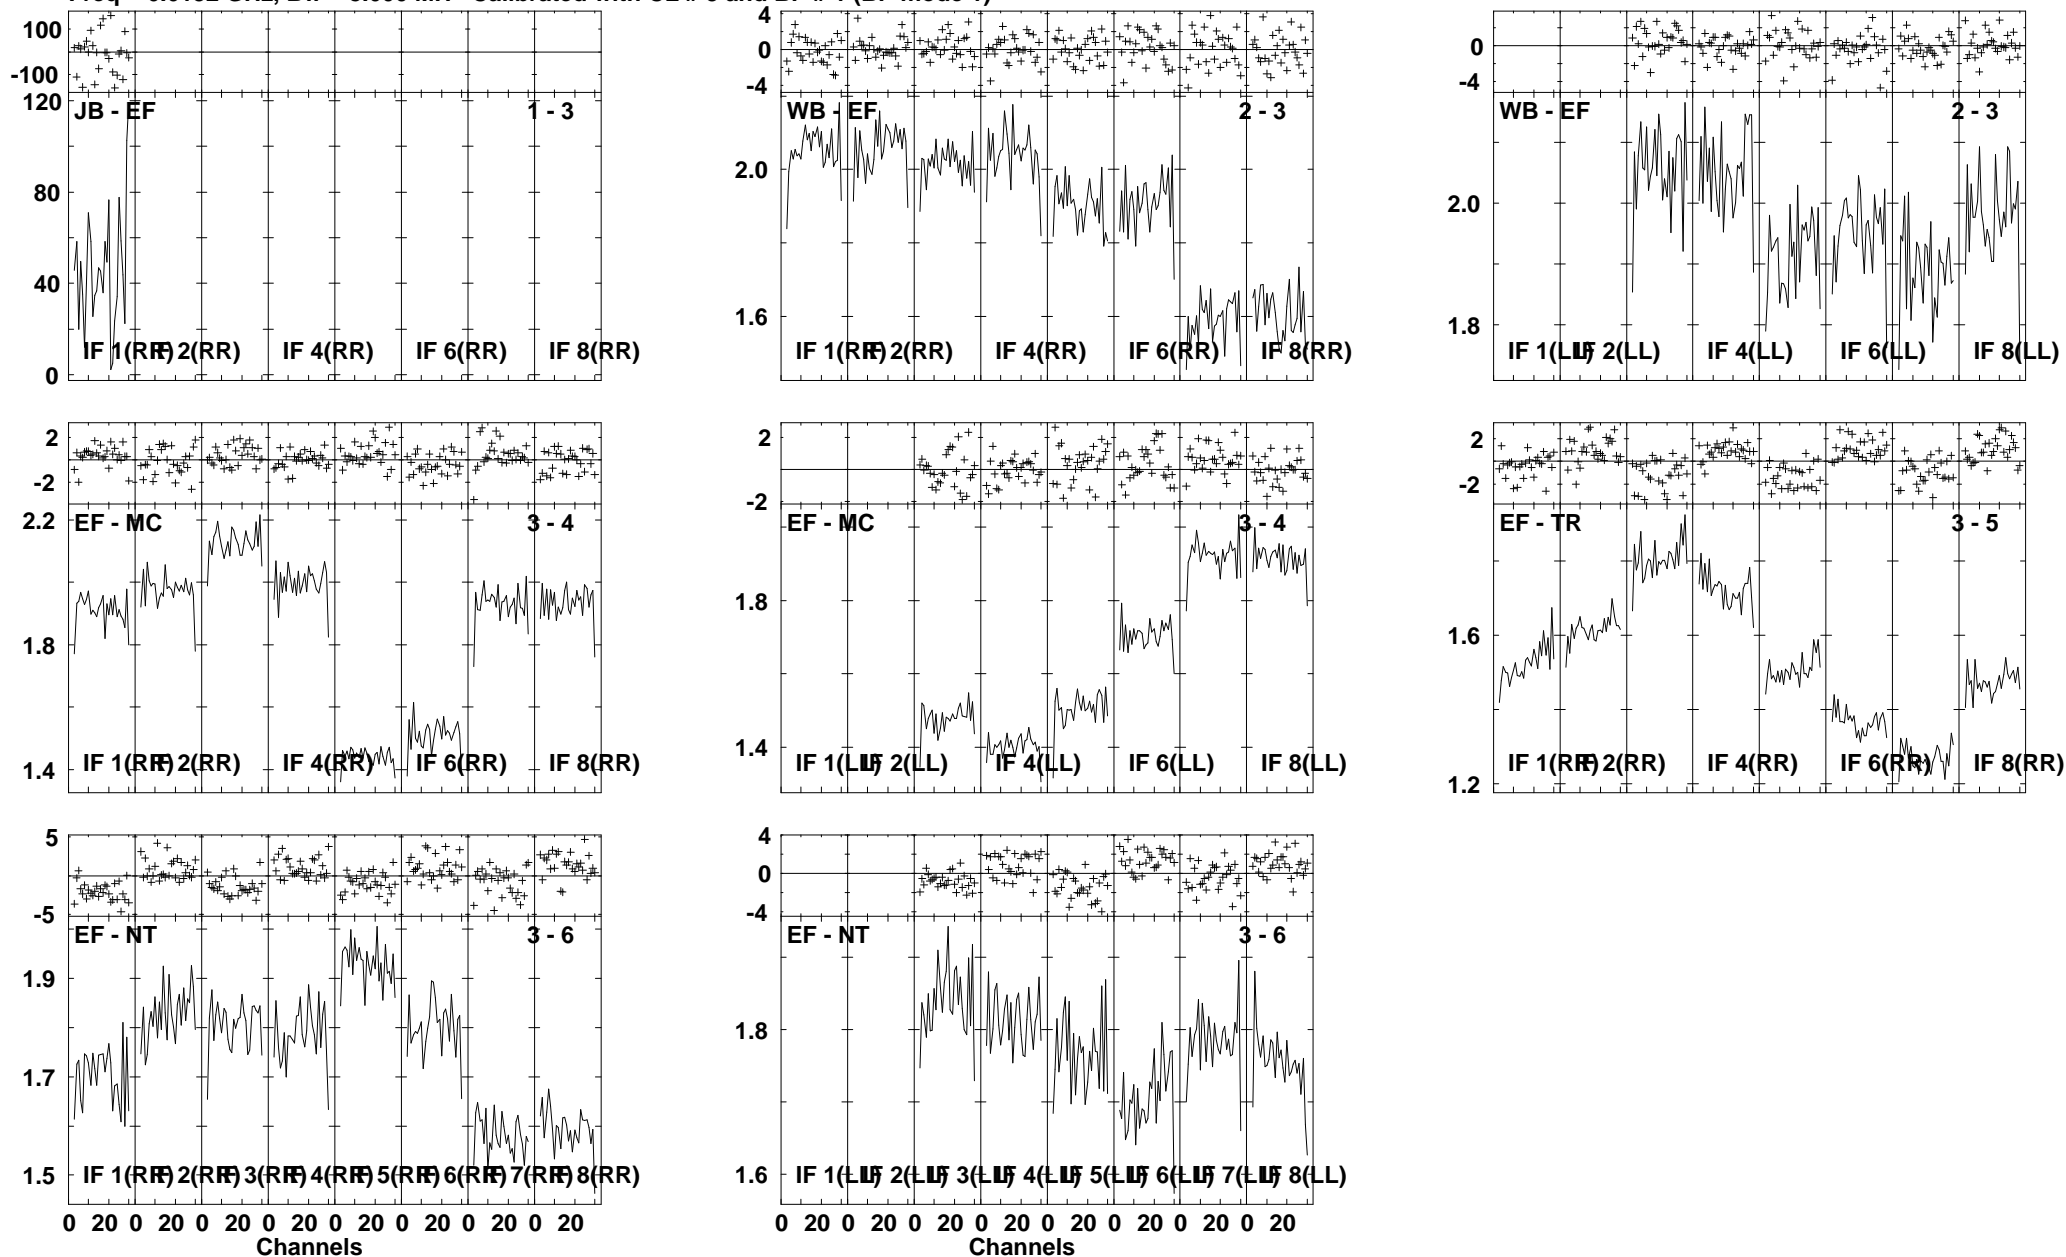 100
-100
120
JB - EF
1 - 3
80
40
0
IF 1(RR)
IF 2(RR)
IF 4(RR)
IF 6(RR)
IF 8(RR)
4
0
-4
WB - EF
2 - 3
2.0
1.6
IF 1(RR)
IF 2(RR)
IF 4(RR)
IF 6(RR)
IF 8(RR)
0
-4
WB - EF
2 - 3
2.0
1.8
IF 1(LL)
IF 2(LL)
IF 4(LL)
IF 6(LL)
IF 8(LL)
2
-2
2.2
EF - MC
3 - 4
1.8
1.4
IF 1(RR)
IF 2(RR)
IF 4(RR)
IF 6(RR)
IF 8(RR)
2
-2
EF - MC
3 - 4
1.8
1.4
IF 1(LL)
IF 2(LL)
IF 4(LL)
IF 6(LL)
IF 8(LL)
2
-2
EF - TR
3 - 5
1.6
1.2
IF 1(RR)
IF 2(RR)
IF 4(RR)
IF 6(RR)
IF 8(RR)
5
-5
EF - NT
3 - 6
1.9
1.7
1.5
IF 1(RR)
IF 2(RR)
IF 3(RR)
IF 4(RR)
IF 5(RR)
IF 6(RR)
IF 7(RR)
IF 8(RR)
0 20 0 20 0 20 0 20 0 20 0 20 0 20 0 20
Channels
4
0
-4
EF - NT
3 - 6
1.8
1.6
IF 1(LL)
IF 2(LL)
IF 3(LL)
IF 4(LL)
IF 5(LL)
IF 6(LL)
IF 7(LL)
IF 8(LL)
0 20 0 20 0 20 0 20 0 20 0 20 0 20 0 20
Channels